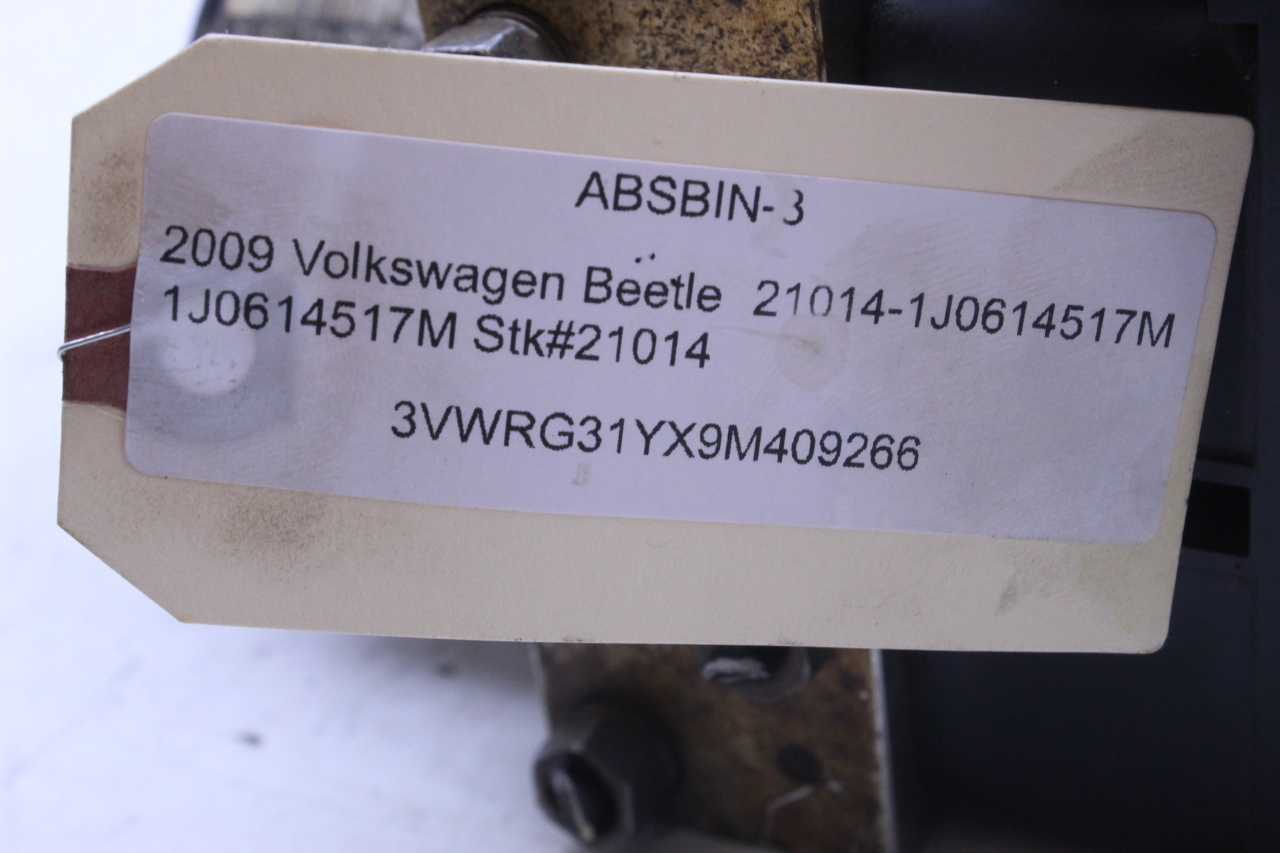 ABSBIN-3
2009 Volkswagen Beetle 21014-1J0614517M
1J0614517M Stk#21014
3VWRG31YX9M409266